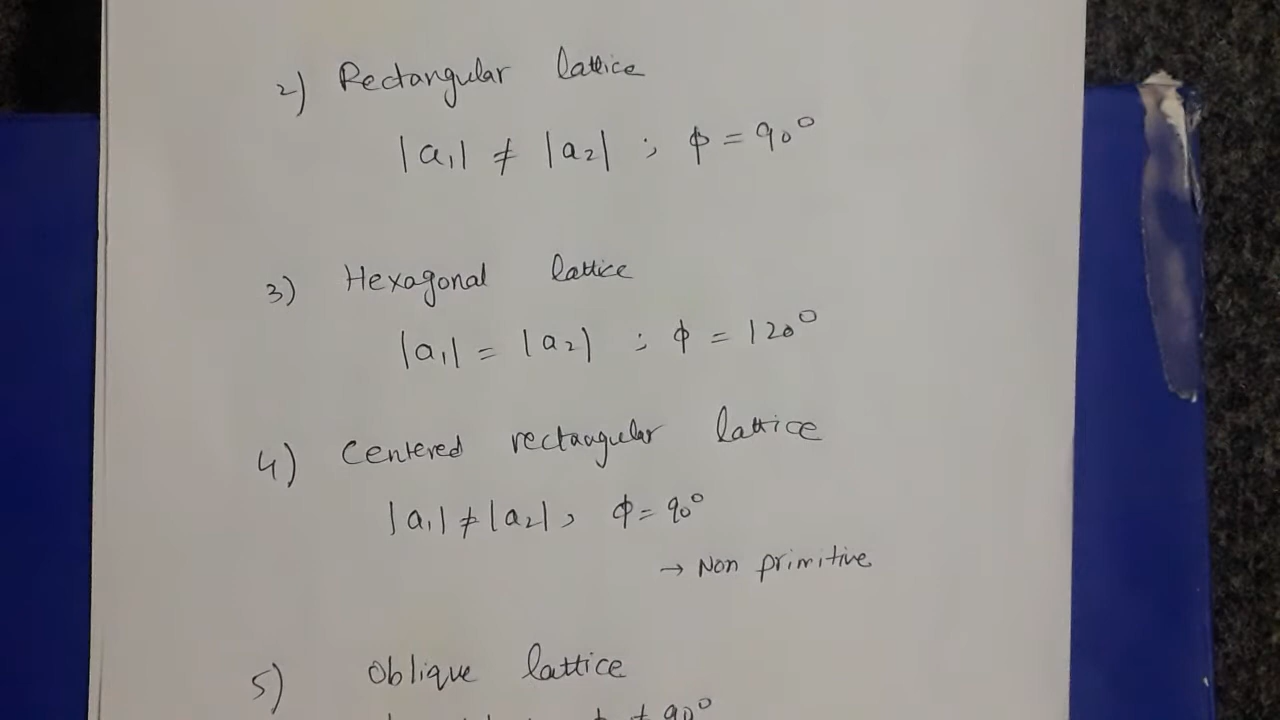 2) Rectangular lattice
|a₁| ≠ |a₂| ; ϕ = 90°
3) Hexagonal lattice
|a₁| = |a₂| ; ϕ = 120°
4) Centered rectangular lattice
|a₁| ≠ |a₂| , ϕ = 90°
→ Non primitive
5) Oblique lattice
≠ 90°